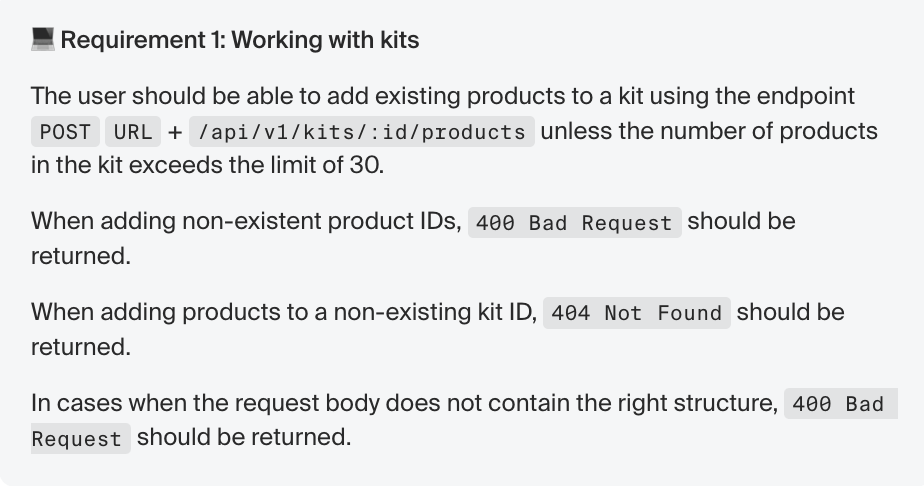 💻 Requirement 1: Working with kits
The user should be able to add existing products to a kit using the endpoint
POST URL + /api/v1/kits/:id/products unless the number of products
in the kit exceeds the limit of 30.
When adding non-existent product IDs, 400 Bad Request should be
returned.
When adding products to a non-existing kit ID, 404 Not Found should be
returned.
In cases when the request body does not contain the right structure, 400 Bad
Request should be returned.